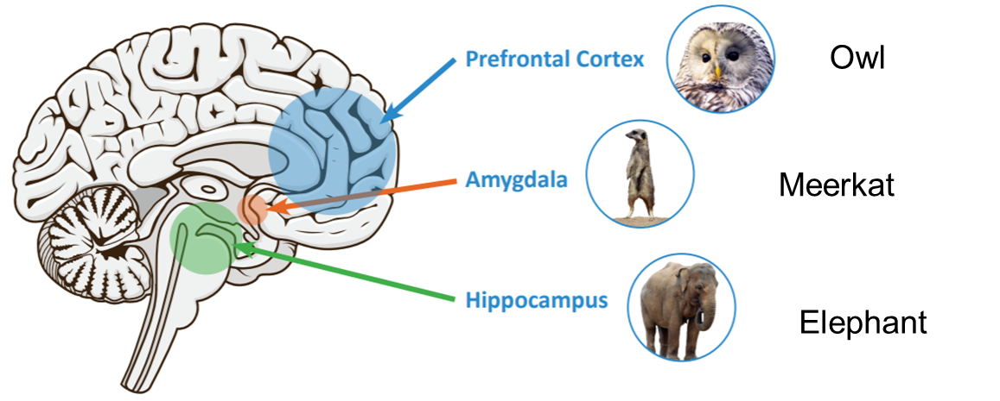 Prefrontal Cortex
Owl
Amygdala
Meerkat
Hippocampus
Elephant